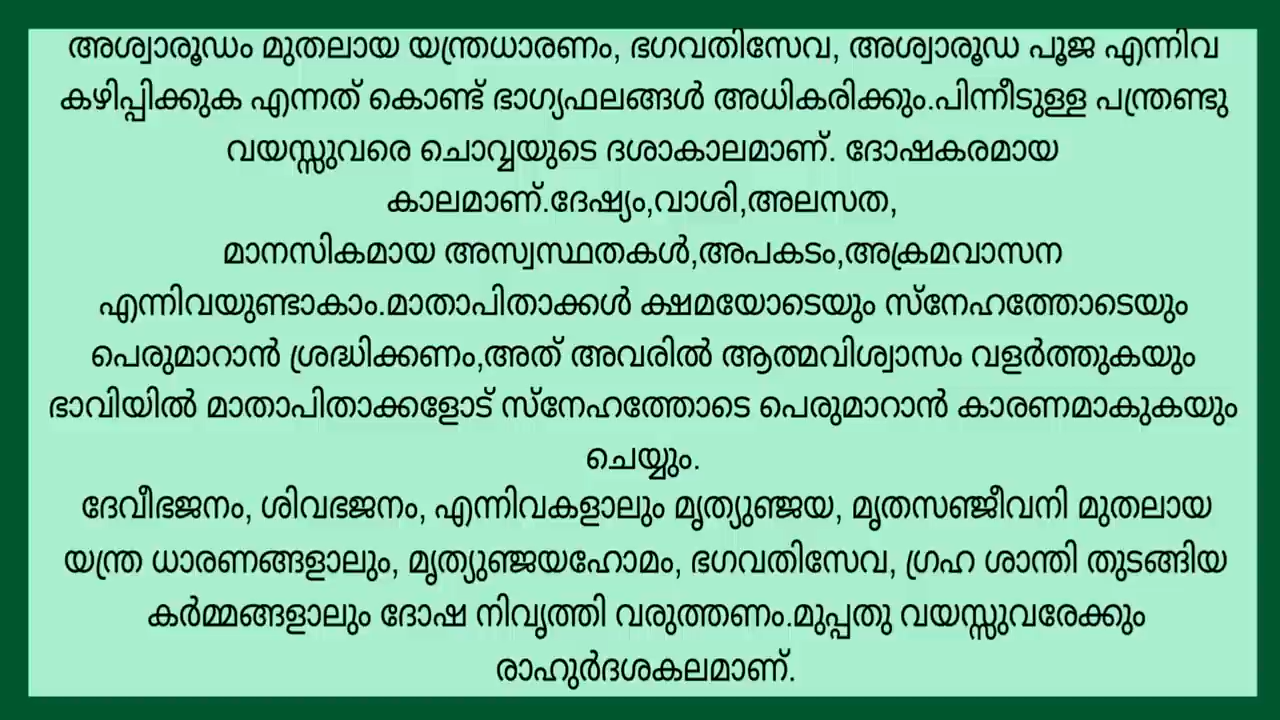 അശ്വാരൂഡം മുതലായ യന്ത്രധാരണം, ഭഗവതിസേവ, അശ്വാരൂഡ പൂജ എന്നിവ
കഴിപ്പിക്കുക എന്നത് കൊണ്ട് ഭാഗ്യഫലങ്ങൾ അധികരിക്കും.പിന്നീടുള്ള പന്ത്രണ്ടു
വയസ്സുവരെ ചൊവ്വയുടെ ദശാകാലമാണ്. ദോഷകരമായ
കാലമാണ്.ദേഷ്യം,വാശി,അലസത,
മാനസികമായ അസ്വസ്ഥതകൾ,അപകടം,അക്രമവാസന
എന്നിവയുണ്ടാകാം.മാതാപിതാക്കൾ ക്ഷമയോടെയും സ്നേഹത്തോടെയും
പെരുമാറാൻ ശ്രദ്ധിക്കണം,അത് അവരിൽ ആത്മവിശ്വാസം വളർത്തുകയും
ഭാവിയിൽ മാതാപിതാക്കളോട് സ്നേഹത്തോടെ പെരുമാറാൻ കാരണമാകുകയും
ചെയ്യും.
ദേവീഭജനം, ശിവഭജനം, എന്നിവകളാലും മൃത്യുഞ്ജയ, മൃതസഞ്ജീവനി മുതലായ
യന്ത്ര ധാരണങ്ങളാലും, മൃത്യുഞ്ജയഹോമം, ഭഗവതിസേവ, ഗ്രഹ ശാന്തി തുടങ്ങിയ
കർമ്മങ്ങളാലും ദോഷ നിവൃത്തി വരുത്തണം.മുപ്പതു വയസ്സുവരേക്കും
രാഹുർദശകലമാണ്.